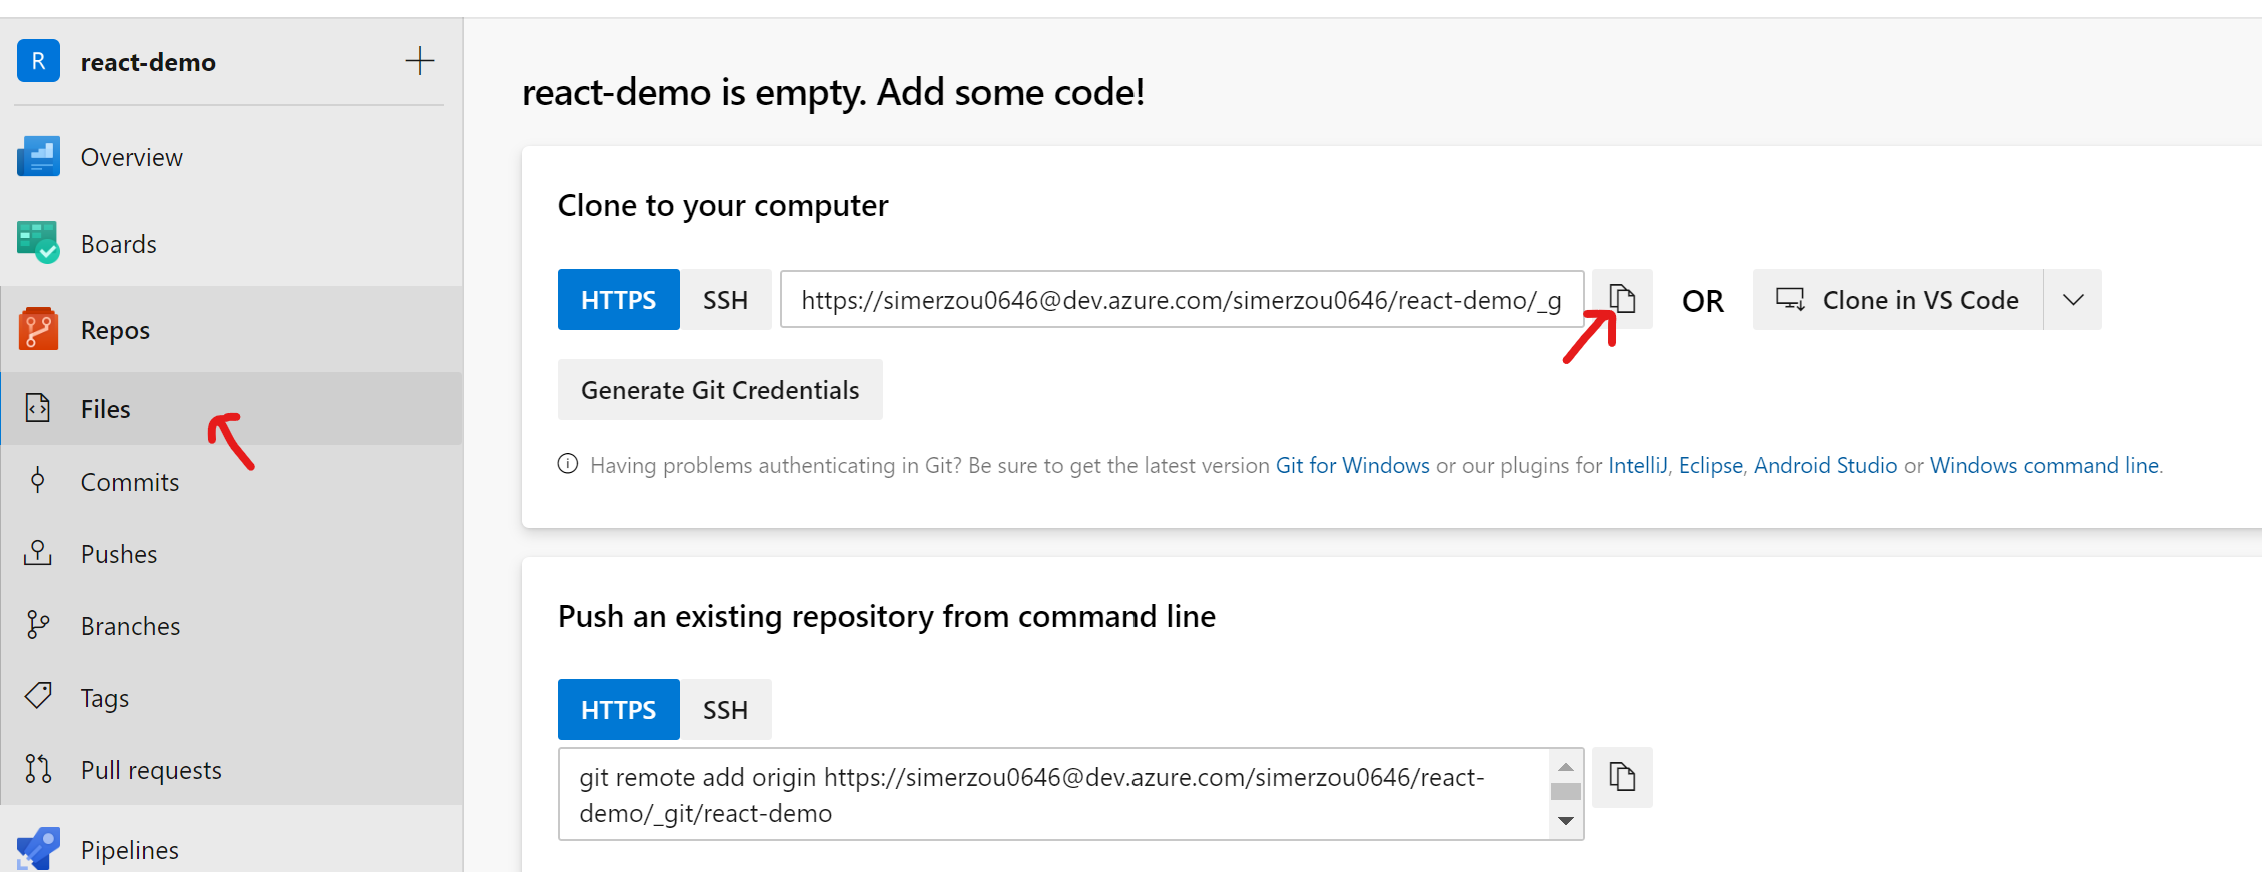 R react-demo
Overview
Boards
Repos
Files
Commits
Pushes
Branches
Tags
Pull requests
Pipelines
react-demo is empty. Add some code!
Clone to your computer
HTTPS SSH https://simerzou0646@dev.azure.com/simerzou0646/react-demo/_g OR Clone in VS Code
Generate Git Credentials
Having problems authenticating in Git? Be sure to get the latest version Git for Windows or our plugins for IntelliJ, Eclipse, Android Studio or Windows command line.
Push an existing repository from command line
HTTPS SSH
git remote add origin https://simerzou0646@dev.azure.com/simerzou0646/react-
demo/_git/react-demo